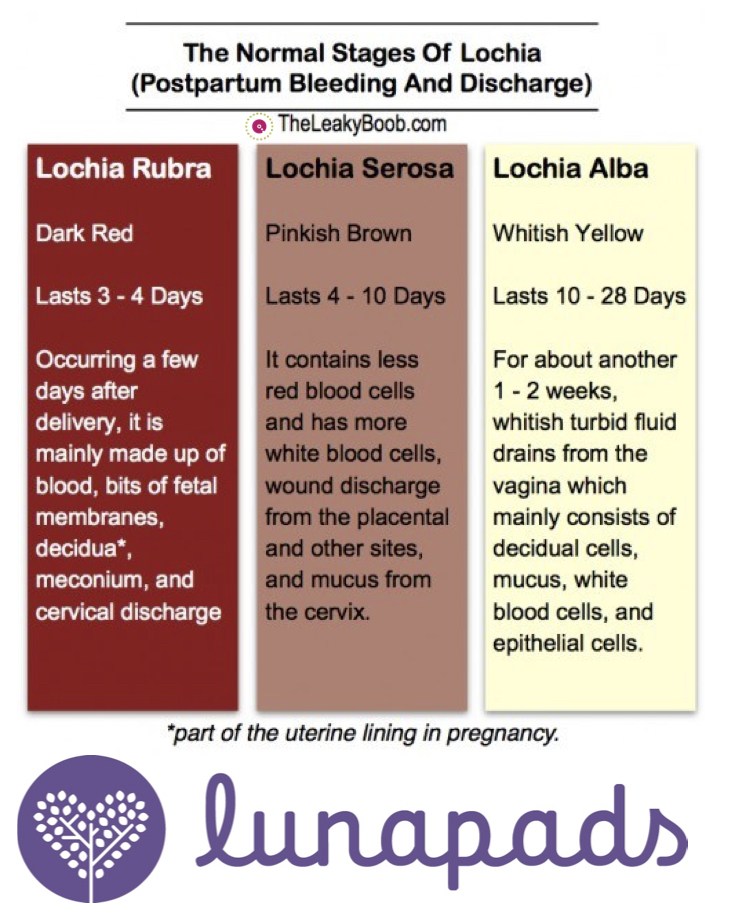 The Normal Stages Of Lochia
(Postpartum Bleeding And Discharge)
TheLeakyBoob.com
Lochia Rubra
Dark Red
Lasts 3 - 4 Days
Occurring a few
days after
delivery, it is
mainly made up of
blood, bits of fetal
membranes,
decidua*,
meconium, and
cervical discharge
Lochia Serosa
Pinkish Brown
Lasts 4 - 10 Days
It contains less
red blood cells
and has more
white blood cells,
wound discharge
from the placental
and other sites,
and mucus from
the cervix.
Lochia Alba
Whitish Yellow
Lasts 10 - 28 Days
For about another
1 - 2 weeks,
whitish turbid fluid
drains from the
vagina which
mainly consists of
decidual cells,
mucus, white
blood cells, and
epithelial cells.
*part of the uterine lining in pregnancy.
lunapads